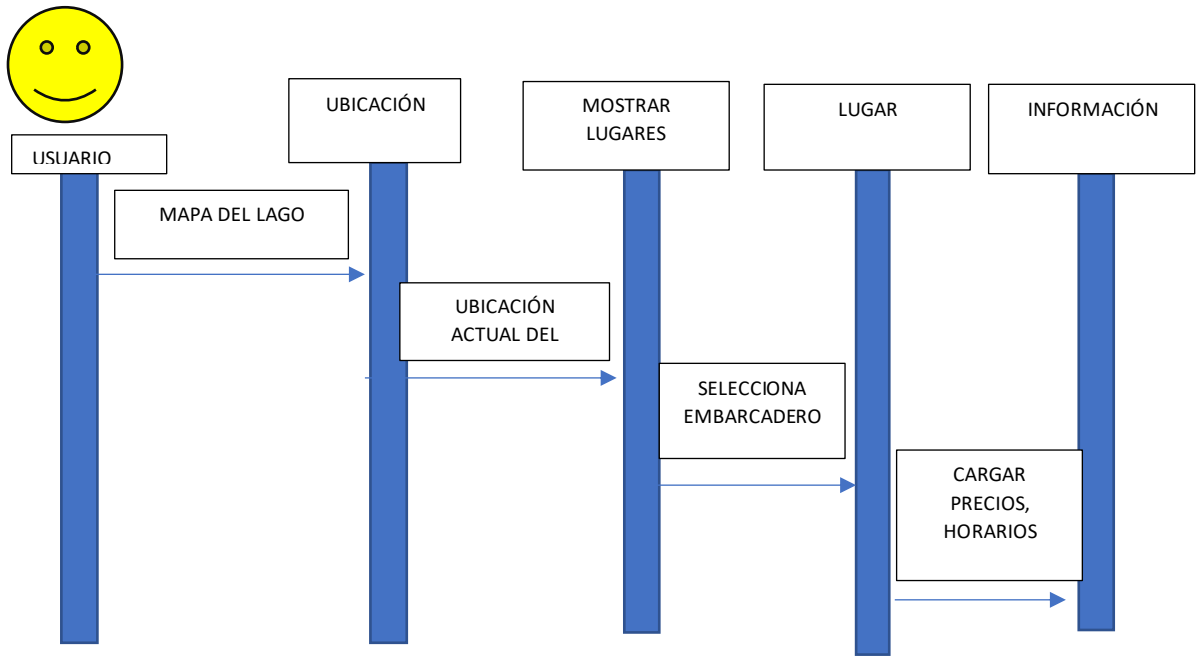 USUARIO
UBICACIÓN
MOSTRAR
LUGARES
LUGAR
INFORMACIÓN
MAPA DEL LAGO
UBICACIÓN
ACTUAL DEL
SELECCIONA
EMBARCADERO
CARGAR
PRECIOS,
HORARIOS